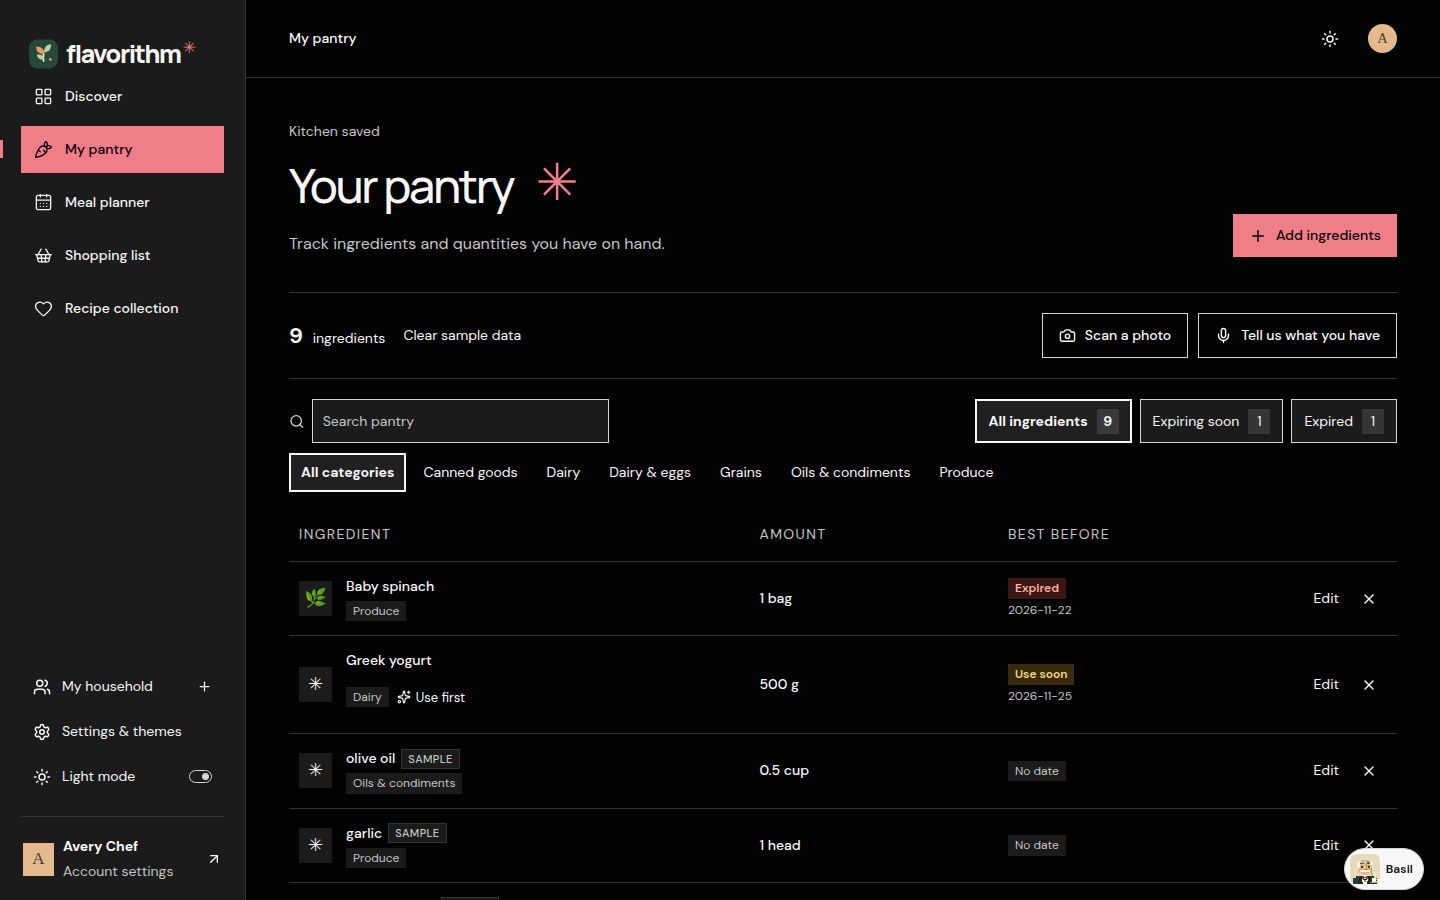 flavorithm
Discover
My pantry
Meal planner
Shopping list
Recipe collection
My household
Settings & themes
Light mode
A
Avery Chef
Account settings
My pantry
A
Kitchen saved
Your pantry
Track ingredients and quantities you have on hand.
Add ingredients
9 ingredients Clear sample data
Scan a photo
Tell us what you have
Search pantry
All ingredients 9
Expiring soon 1
Expired 1
All categories Canned goods Dairy Dairy & eggs Grains Oils & condiments Produce
INGREDIENT AMOUNT BEST BEFORE
Baby spinach
Produce
1 bag
Expired
2026-11-22
Edit
Greek yogurt
Dairy Use first
500 g
Use soon
2026-11-25
Edit
olive oil SAMPLE
Oils & condiments
0.5 cup
No date
Edit
garlic SAMPLE
Produce
1 head
No date
Edit
Basil